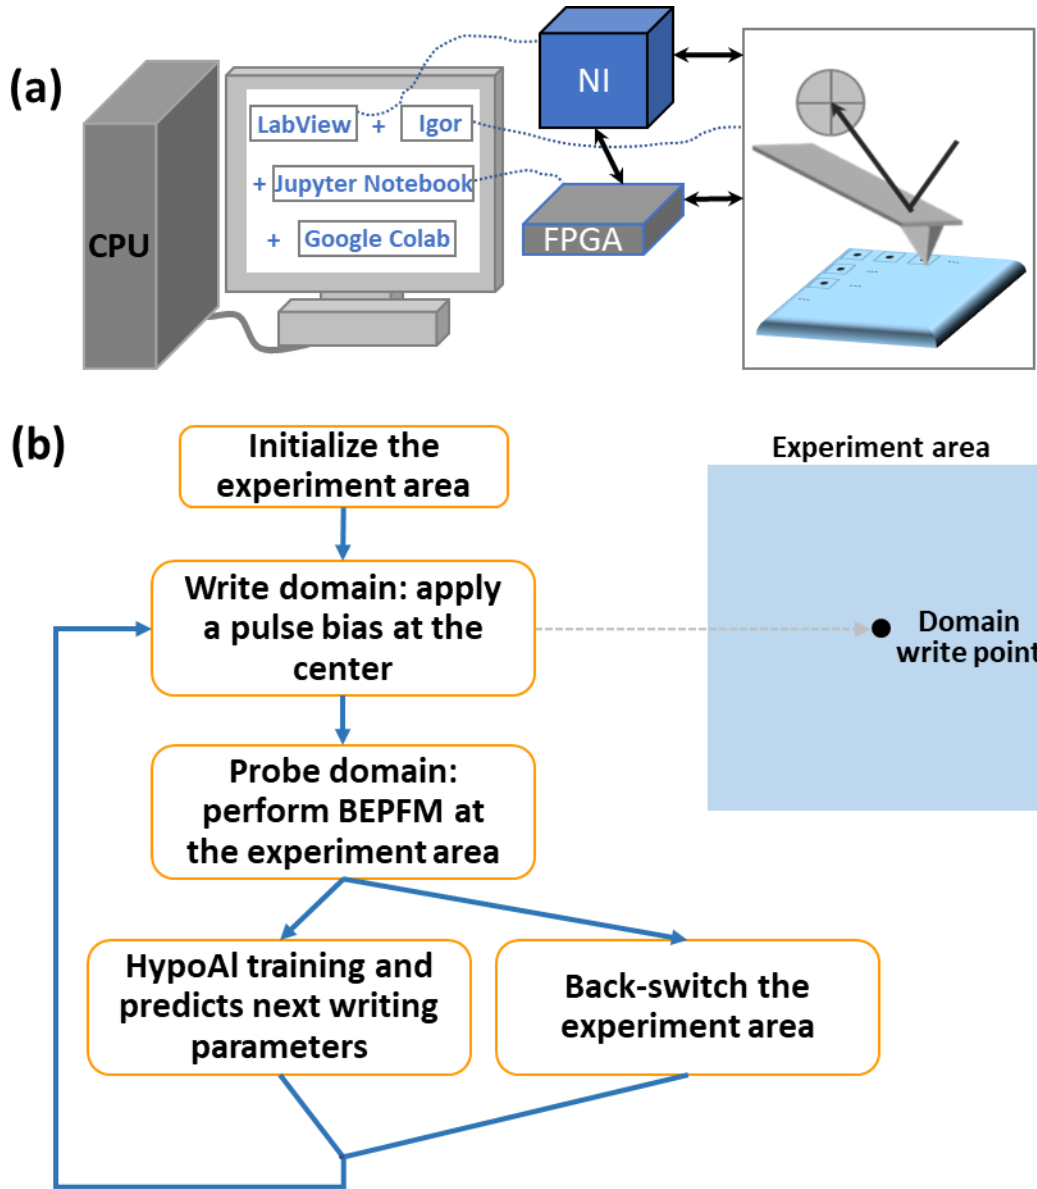 (a)
NI
LabView + Igor
+ Jupyter Notebook
+ Google Colab
CPU
FPGA
...
...
...
...
(b)
Initialize the
experiment area
Experiment area
Write domain: apply
a pulse bias at the
center
Domain
write point
Probe domain:
perform BEPFM at
the experiment area
HypoAl training and
predicts next writing
parameters
Back-switch the
experiment area